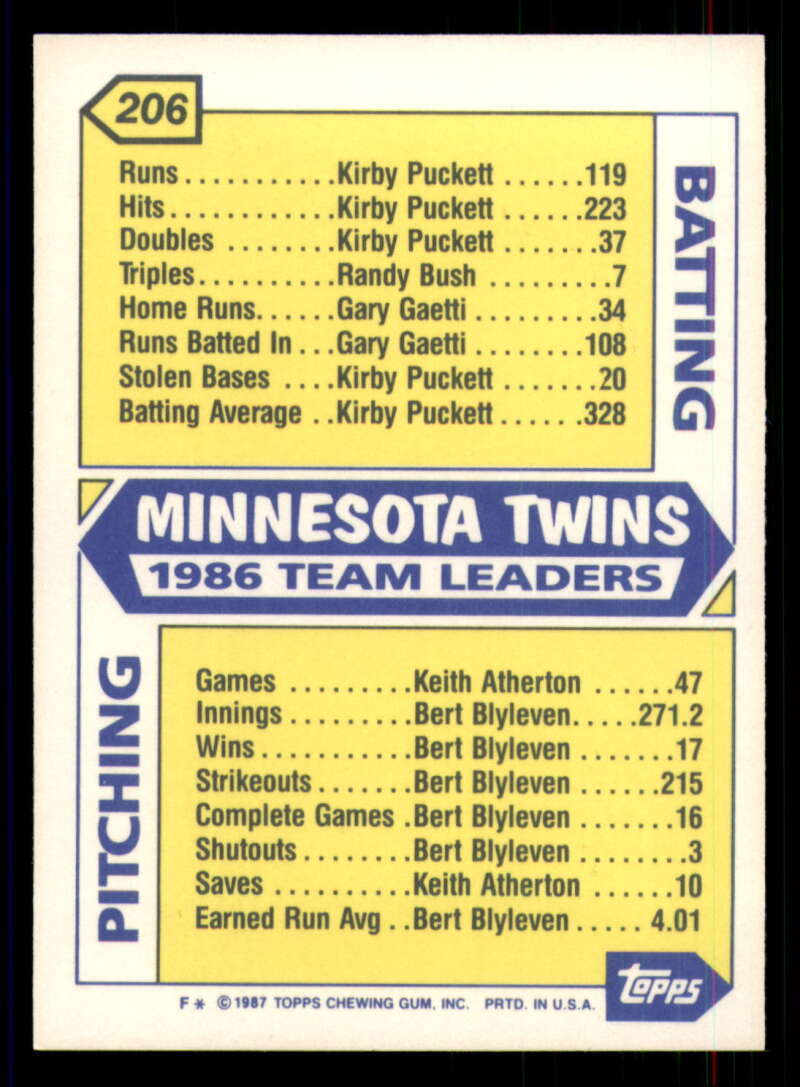 206
BATTING
Runs...........Kirby Puckett ......119
Hits............Kirby Puckett ......223
Doubles ........Kirby Puckett .......37
Triples..........Randy Bush .........7
Home Runs......Gary Gaetti .........34
Runs Batted In ...Gary Gaetti ........108
Stolen Bases ....Kirby Puckett .......20
Batting Average ..Kirby Puckett ......328
MINNESOTA TWINS
1986 TEAM LEADERS
PITCHING
Games .........Keith Atherton ......47
Innings.........Bert Blyleven.....271.2
Wins...........Bert Blyleven .......17
Strikeouts.......Bert Blyleven ......215
Complete Games .Bert Blyleven .......16
Shutouts........Bert Blyleven ........3
Saves ..........Keith Atherton ......10
Earned Run Avg ..Bert Blyleven ..... 4.01
topps
F * © 1987 TOPPS CHEWING GUM, INC. PRTD. IN U.S.A.